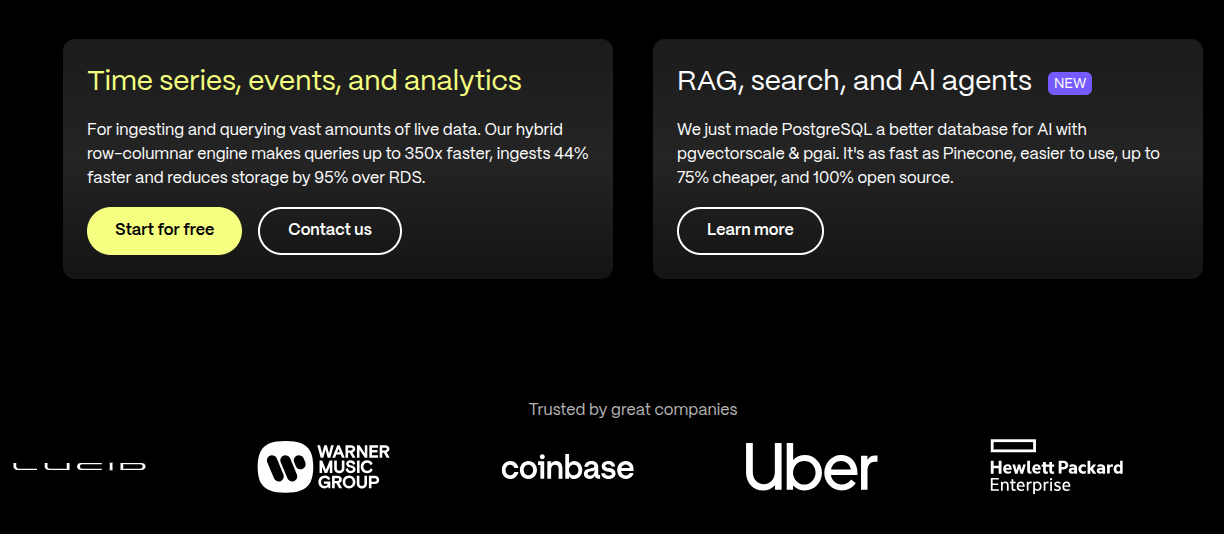 Time series, events, and analytics
For ingesting and querying vast amounts of live data. Our hybrid
row-columnar engine makes queries up to 350x faster, ingests 44%
faster and reduces storage by 95% over RDS.
Start for free
Contact us
RAG, search, and AI agents NEW
We just made PostgreSQL a better database for AI with
pgvectorscale & pgai. It's as fast as Pinecone, easier to use, up to
75% cheaper, and 100% open source.
Learn more
Trusted by great companies
LUCID
WARNER
MUSIC
GROUP
coinbase
Uber
Hewlett Packard
Enterprise